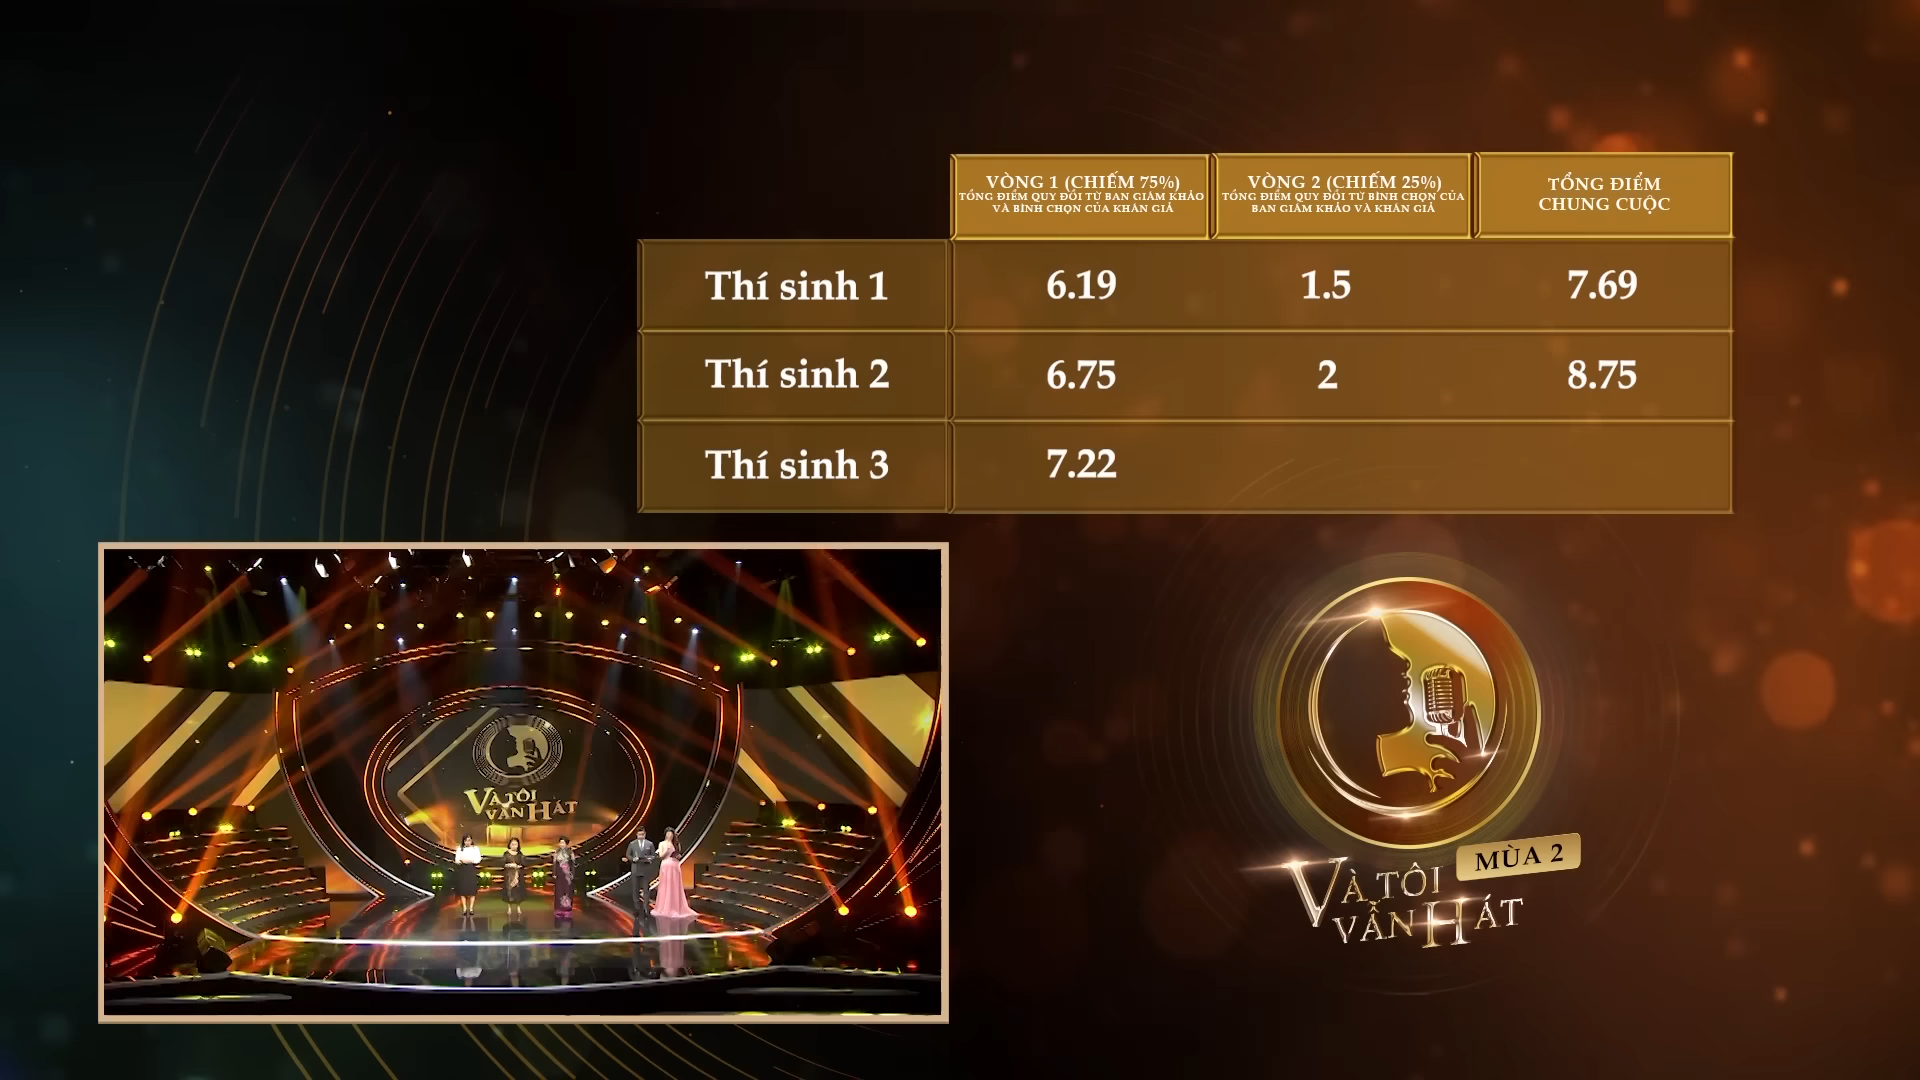 VÒNG 1 (CHIẾM 75%)
TỔNG ĐIỂM QUY ĐỔI TỪ BAN GIÁM KHẢO
VÀ BÌNH CHỌN CỦA KHÁN GIẢ
VÒNG 2 (CHIẾM 25%)
TỔNG ĐIỂM QUY ĐỔI TỪ BÌNH CHỌN CỦA
BAN GIÁM KHẢO VÀ KHÁN GIẢ
TỔNG ĐIỂM
CHUNG CUỘC
Thí sinh 1 6.19 1.5 7.69
Thí sinh 2 6.75 2 8.75
Thí sinh 3 7.22
VÀ TÔI
VẪN HÁT
MÙA 2
VÀ TÔI
VẪN HÁT